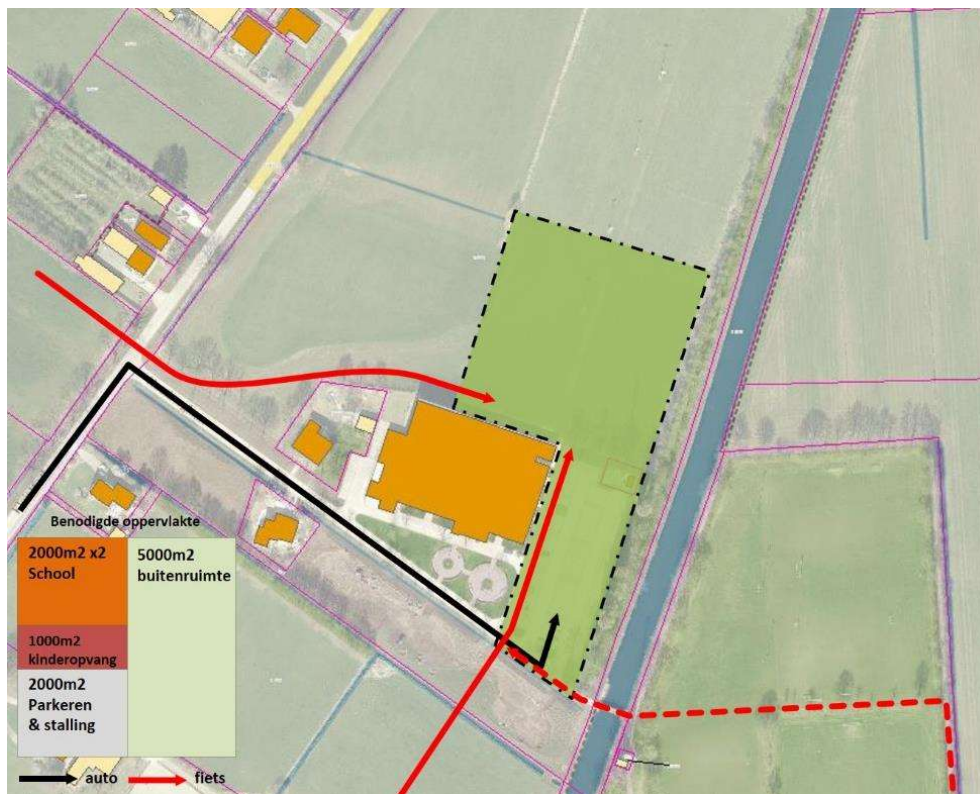 Benodigde oppervlakte
2000m2 x2
School
5000m2
buitenruimte
1000m2
kinderopvang
2000m2
Parkeren
& stalling
auto
fiets